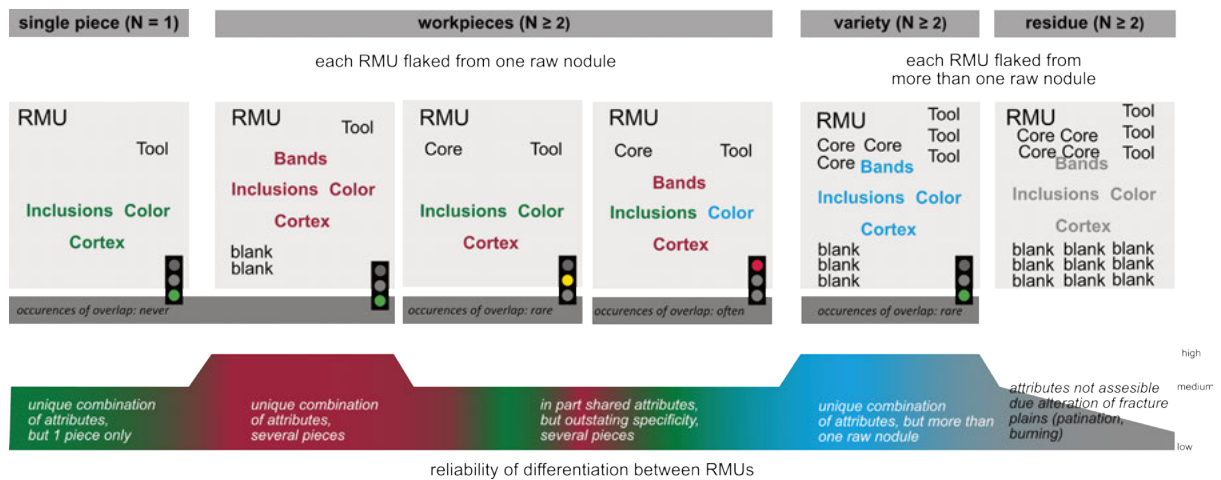 single piece (N = 1)
workpieces (N ≥ 2)
variety (N ≥ 2)
residue (N ≥ 2)
each RMU flaked from one raw nodule
each RMU flaked from
more than one raw nodule
RMU
Tool
Inclusions Color
Cortex
RMU
Tool
Bands
Inclusions Color
Cortex
blank
blank
RMU
Core Tool
Inclusions Color
Cortex
RMU
Core Tool
Bands
Inclusions Color
Cortex
RMU
Tool
Tool
Core Core
Core Tool
Bands
Inclusions Color
Cortex
blank
blank
blank
RMU
Tool
Core Core Tool
Core Core Tool
Bands
Inclusions Color
Cortex
blank blank blank
blank blank blank
blank blank blank
occurences of overlap: never
occurences of overlap: rare
occurences of overlap: often
occurences of overlap: rare
high
medium
low
unique combination
of attributes,
but 1 piece only
unique combination
of attributes,
several pieces
in part shared attributes,
but outstating specificity,
several pieces
unique combination
of attributes, but more than
one raw nodule
attributes not assesible
due alteration of fracture
plains (patination,
burning)
reliability of differentiation between RMUs